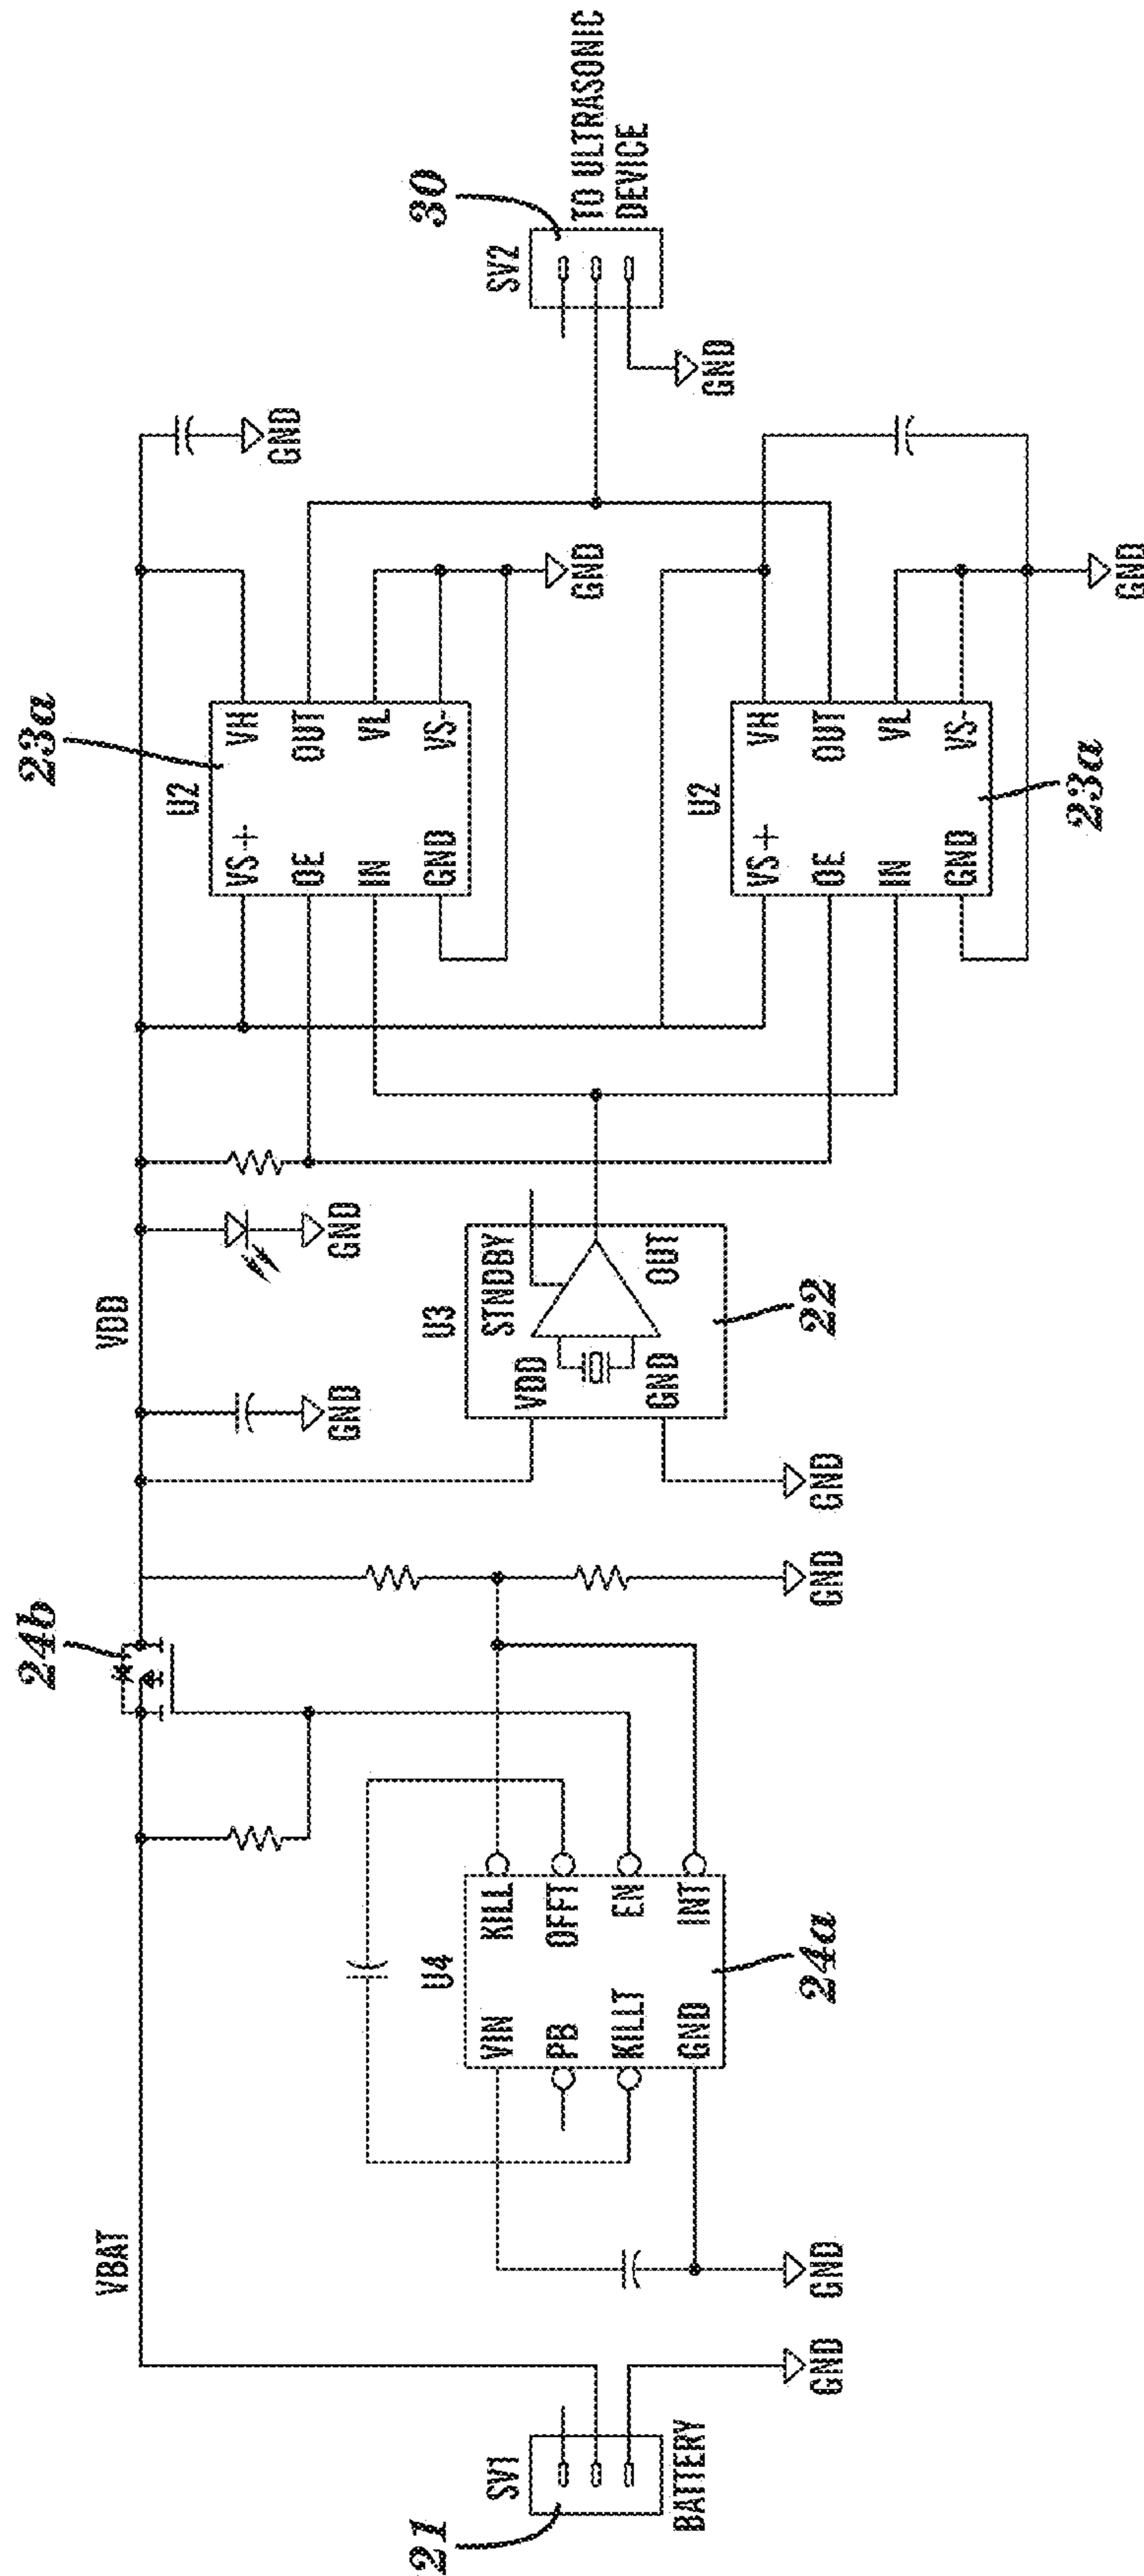 21
SV1
BATTERY
GND
VBAT
GND
U4
VIN
PB
KILLT
GND
KILL
OFFT
EN
INT
24a
24b
GND
GND
VDD
GND
GND
U3
VDD
GND
STNDBY
OUT
22
23a
U2
VS+
OE
IN
GND
VH
OUT
VL
VS-
GND
GND
U2
VS+
OE
IN
GND
VH
OUT
VL
VS-
23a
GND
30
SV2
GND
TO ULTRASONIC
DEVICE